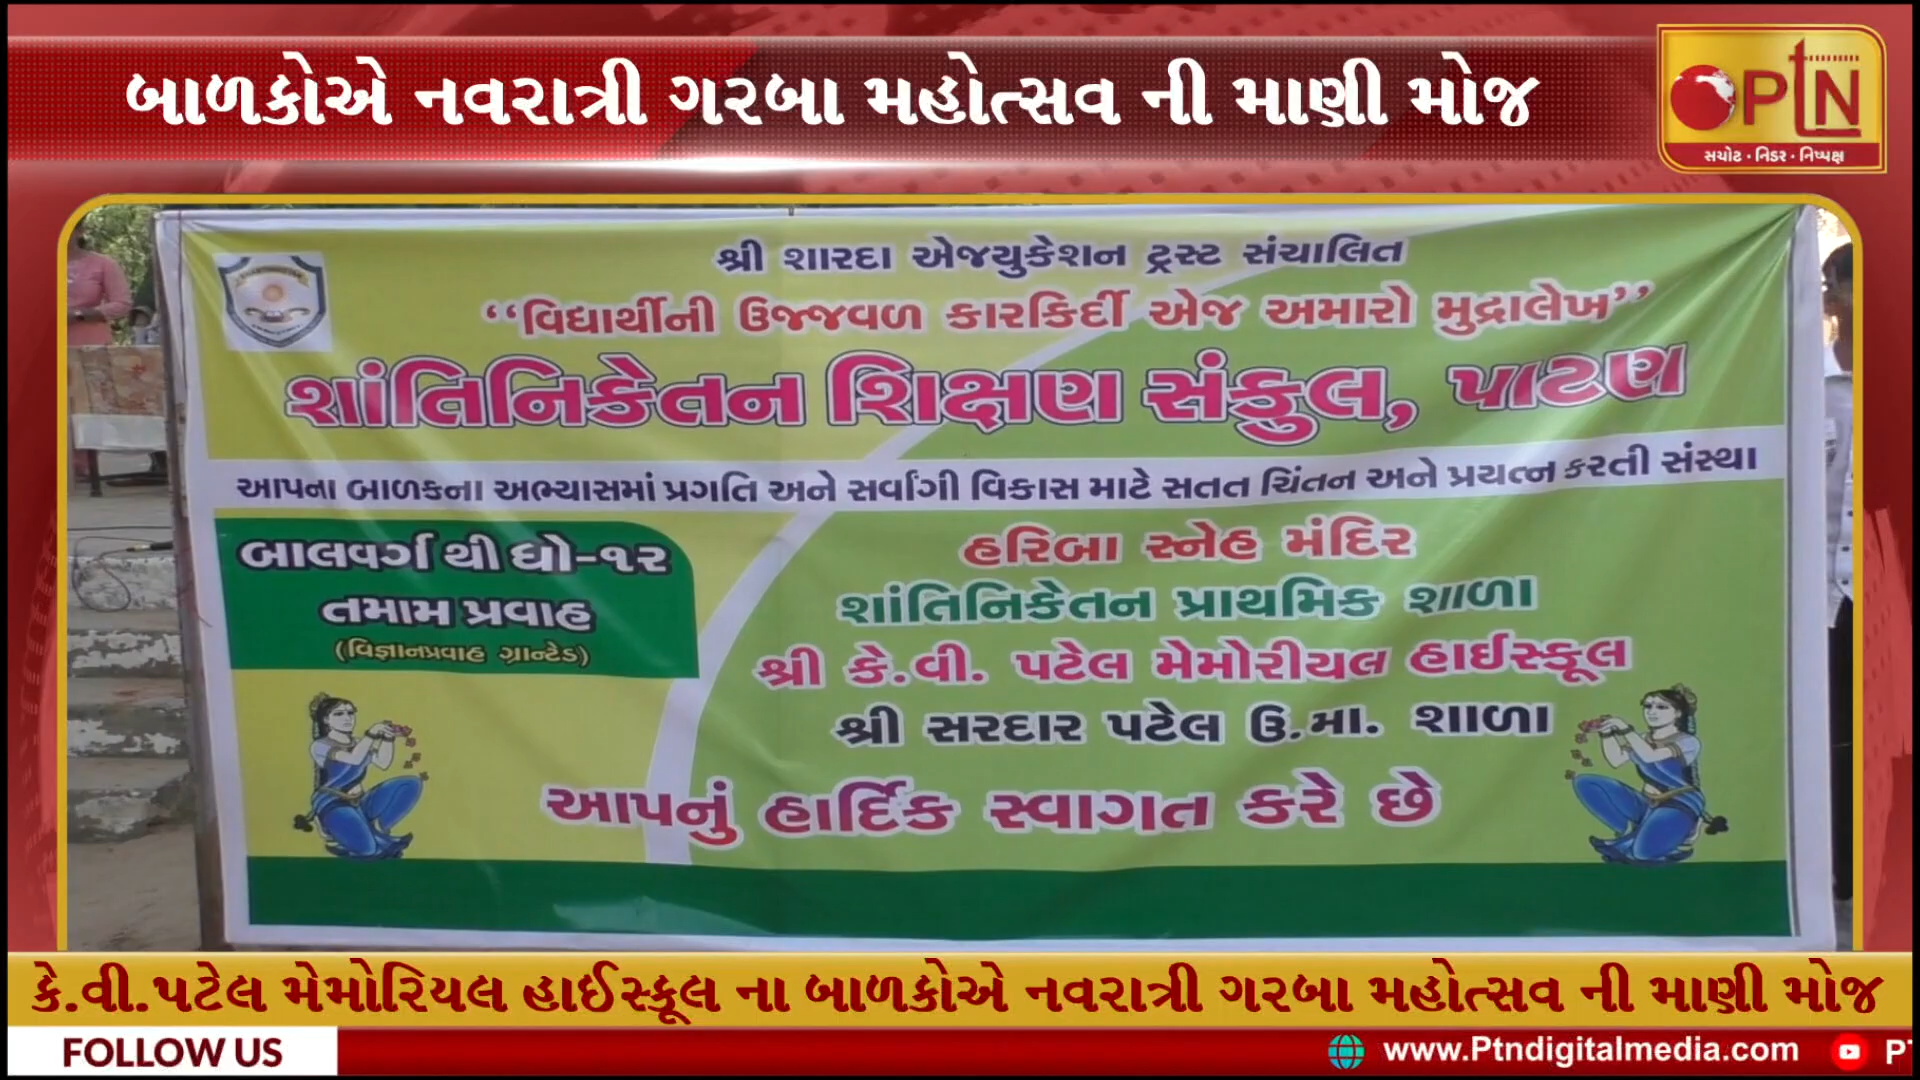 બાળકોએ નવરાત્રી ગરબા મહોત્સવ ની માણી મોજ
PTN
સચોટ · નિડર · નિષ્પક્ષ
શ્રી શારદા એજ્યુકેશન ટ્રસ્ટ સંચાલિત
“વિદ્યાર્થીની ઉજ્જવળ કારકિર્દી એજ અમારો મુદ્રાલેખ”
શાંતિનિકેતન શિક્ષણ સંકુલ, પાટણ
આપના બાળકના અભ્યાસમાં પ્રગતિ અને સર્વાંગી વિકાસ માટે સતત ચિંતન અને પ્રયત્ન કરતી સંસ્થા
બાલવર્ગ થી ધો-૧૨
તમામ પ્રવાહ
(વિજ્ઞાનપ્રવાહ ગ્રાન્ટેડ)
હરિબા સ્નેહ મંદિર
શાંતિનિકેતન પ્રાથમિક શાળા
શ્રી કે.વી. પટેલ મેમોરીયલ હાઈસ્કૂલ
શ્રી સરદાર પટેલ ઉ.મા. શાળા
આપનું હાર્દિક સ્વાગત કરે છે
કે.વી.પટેલ મેમોરિયલ હાઈસ્કૂલ ના બાળકોએ નવરાત્રી ગરબા મહોત્સવ ની માણી મોજ
FOLLOW US
www.Ptndigitalmedia.com